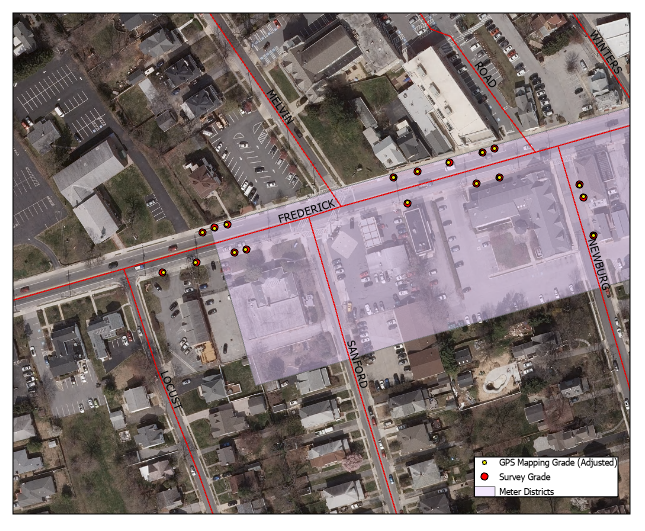 WINTERS
ROAD
MELVIN
FREDERICK
NEWBURG
SANFORD
LOCUST
GPS Mapping Grade (Adjusted)
Survey Grade
Meter Districts